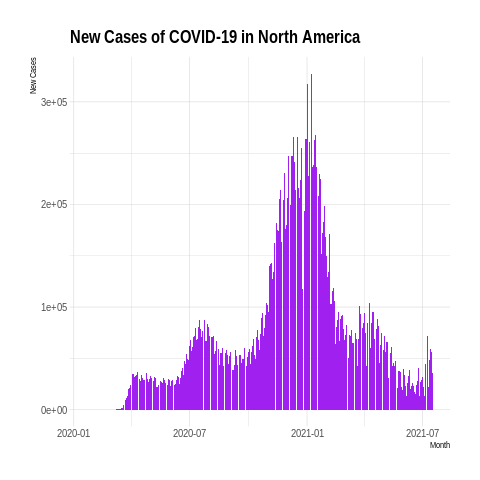 New Cases of COVID-19 in North America
New Cases
3e+05
2e+05
1e+05
0e+00
2020-01 2020-07 2021-01 2021-07
Month